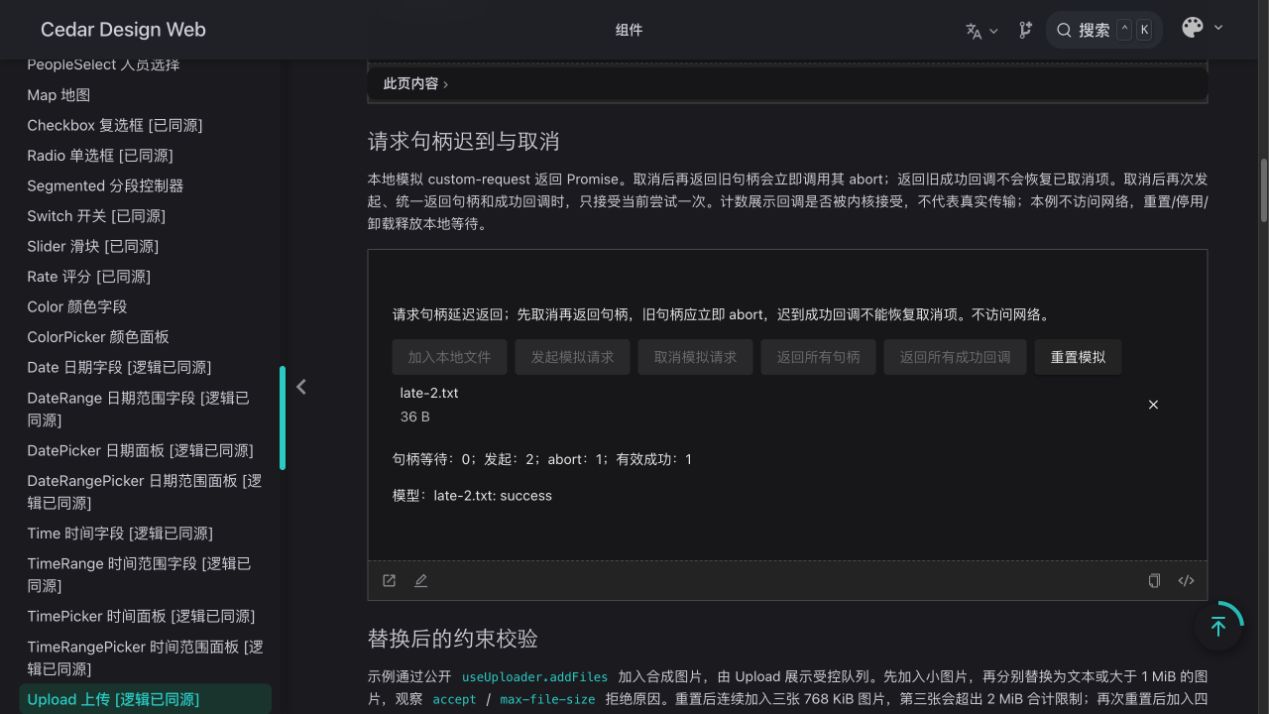 Cedar Design Web
组件
搜索 ^ K
PeopleSelect 人员选择
Map 地图
Checkbox 复选框 [已同源]
Radio 单选框 [已同源]
Segmented 分段控制器
Switch 开关 [已同源]
Slider 滑块 [已同源]
Rate 评分 [已同源]
Color 颜色字段
ColorPicker 颜色面板
Date 日期字段 [逻辑已同源]
DateRange 日期范围字段 [逻辑已
同源]
DatePicker 日期面板 [逻辑已同源]
DateRangePicker 日期范围面板 [逻
辑已同源]
Time 时间字段 [逻辑已同源]
TimeRange 时间范围字段 [逻辑已
同源]
TimePicker 时间面板 [逻辑已同源]
TimeRangePicker 时间范围面板 [逻
辑已同源]
Upload 上传 [逻辑已同源]
此页内容 ›
请求句柄迟到与取消
本地模拟 custom-request 返回 Promise。取消后再返回旧句柄会立即调用其 abort；返回旧成功回调不会恢复已取消项。取消后再次发
起、统一返回句柄和成功回调时，只接受当前尝试一次。计数展示回调是否被内核接受，不代表真实传输；本例不访问网络，重置/停用/
卸载释放本地等待。
请求句柄延迟返回；先取消再返回句柄，旧句柄应立即 abort，迟到成功回调不能恢复取消项。不访问网络。
加入本地文件 发起模拟请求 取消模拟请求 返回所有句柄 返回所有成功回调 重置模拟
late-2.txt
36 B
句柄等待：0；发起：2；abort：1；有效成功：1
模型：late-2.txt: success
替换后的约束校验
示例通过公开 useUploader.addFiles 加入合成图片，由 Upload 展示受控队列。先加入小图片，再分别替换为文本或大于 1 MiB 的图
片，观察 accept / max-file-size 拒绝原因。重置后连续加入三张 768 KiB 图片，第三张会超出 2 MiB 合计限制；再次重置后加入四